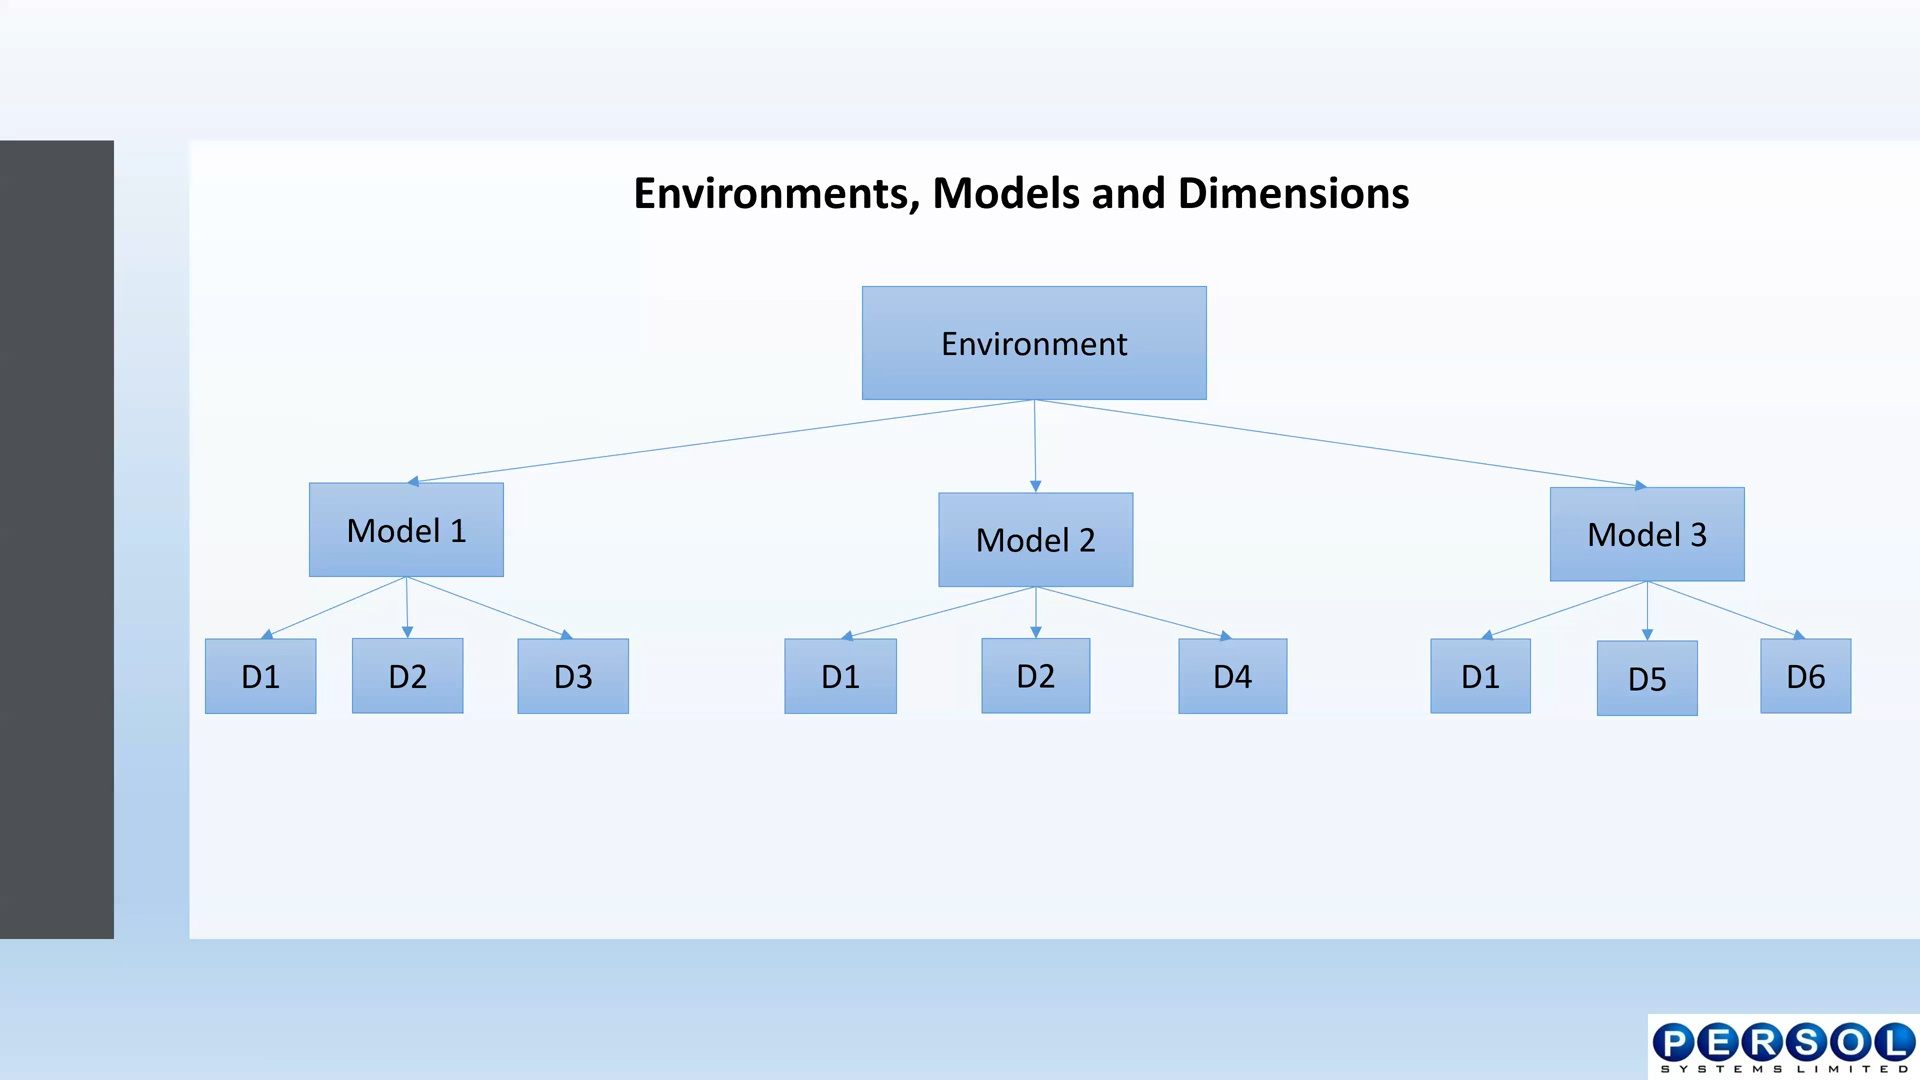 Environments, Models and Dimensions
Environment
Model 1
Model 2
Model 3
D1
D2
D3
D1
D2
D4
D1
D5
D6
PERSOL
SYSTEMS LIMITED